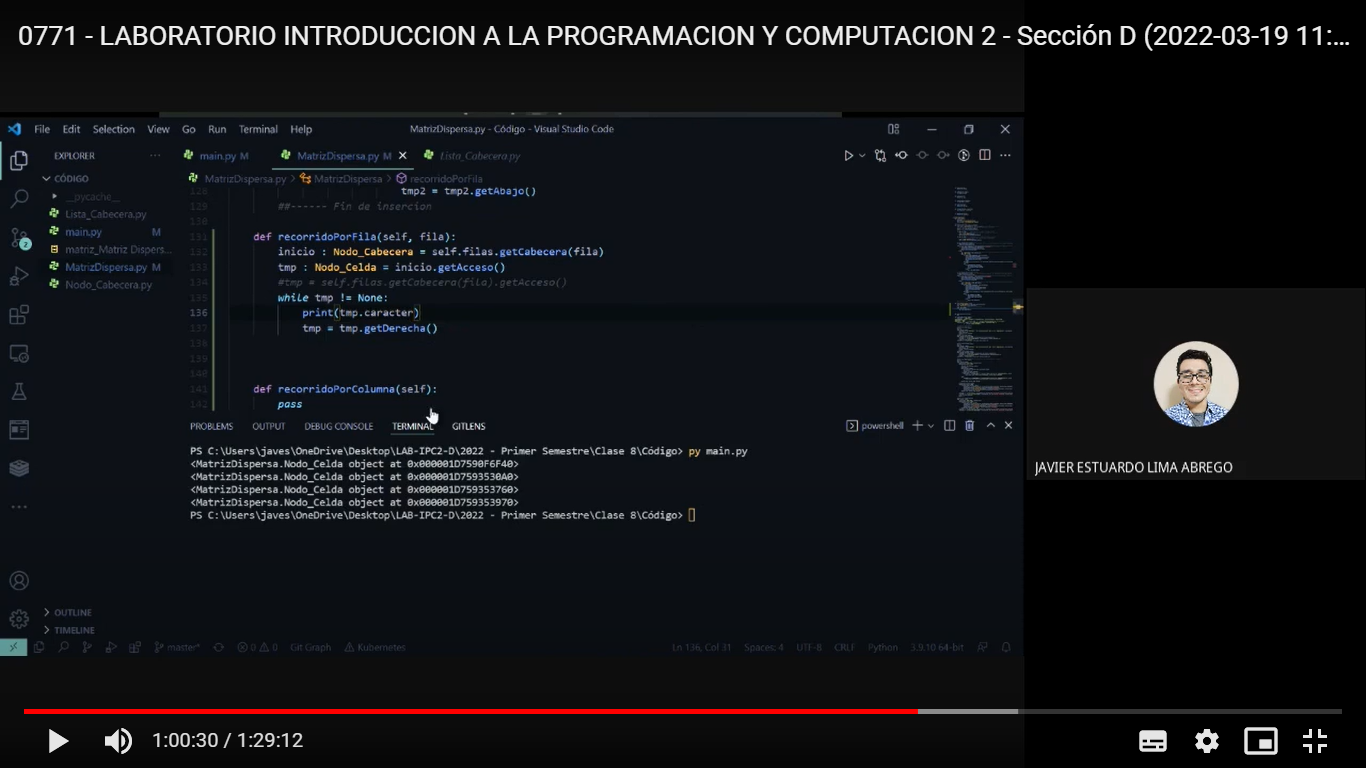 0771 - LABORATORIO INTRODUCCION A LA PROGRAMACION Y COMPUTACION 2 - Sección D (2022-03-19 11:...
File Edit Selection View Go Run Terminal Help
MatrizDispersa.py - Código - Visual Studio Code
EXPLORER
main.py M
MatrizDispersa.py M
Lista_Cabecera.py
CÓDIGO
__pycache__
Lista_Cabecera.py
main.py M
matriz_Matriz Dispers...
MatrizDispersa.py M
Nodo_Cabecera.py
2
MatrizDispersa.py > MatrizDispersa > recorridoPorFila
128 tmp2 = tmp2.getAbajo()
129 ##------ Fin de insercion
130
131 def recorridoPorFila(self, fila):
132 inicio : Nodo_Cabecera = self.filas.getCabecera(fila)
133 tmp : Nodo_Celda = inicio.getAcceso()
134 #tmp = self.filas.getCabecera(fila).getAcceso()
135 while tmp != None:
136 print(tmp.caracter)
137 tmp = tmp.getDerecha()
138
139
140
141 def recorridoPorColumna(self):
142 pass
PROBLEMS OUTPUT DEBUG CONSOLE TERMINAL GITLENS
powershell
PS C:\Users\javes\OneDrive\Desktop\LAB-IPC2-D\2022 - Primer Semestre\Clase 8\Código> py main.py
<MatrizDispersa.Nodo_Celda object at 0x000001D7590F6F40>
<MatrizDispersa.Nodo_Celda object at 0x000001D7593530A0>
<MatrizDispersa.Nodo_Celda object at 0x000001D759353760>
<MatrizDispersa.Nodo_Celda object at 0x000001D759353970>
PS C:\Users\javes\OneDrive\Desktop\LAB-IPC2-D\2022 - Primer Semestre\Clase 8\Código>
OUTLINE
TIMELINE
master* 0 0 Git Graph Kubernetes
Ln 136, Col 31 Spaces: 4 UTF-8 CRLF Python 3.9.10 64-bit
JAVIER ESTUARDO LIMA ABREGO
1:00:30 / 1:29:12